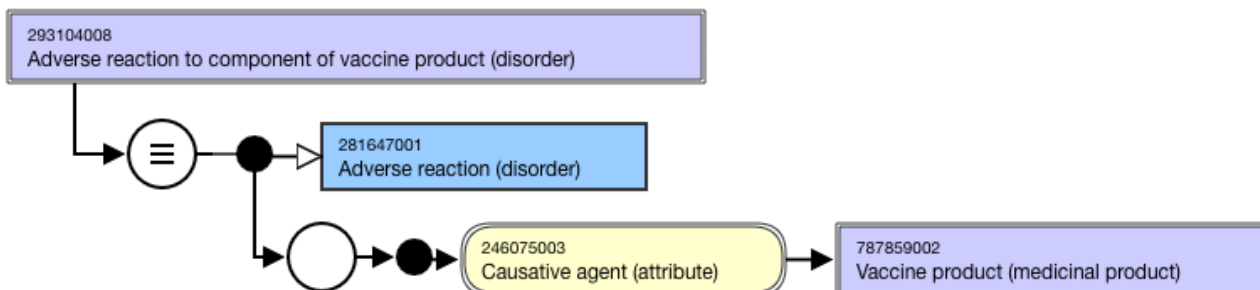 293104008
Adverse reaction to component of vaccine product (disorder)
≡
281647001
Adverse reaction (disorder)
246075003
Causative agent (attribute)
787859002
Vaccine product (medicinal product)